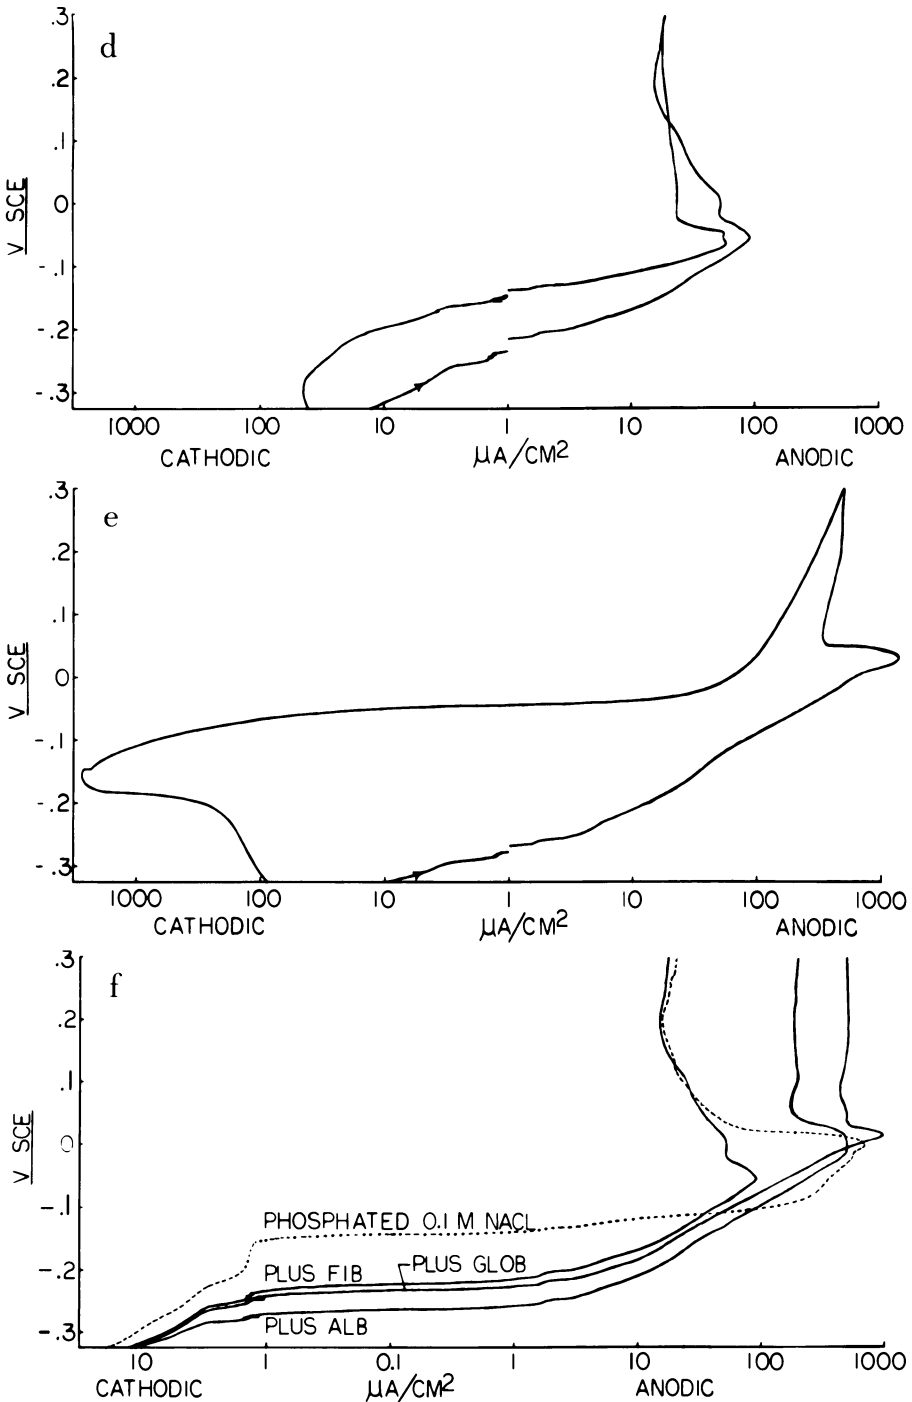 d
.3
.2
.1
0
-.1
-.2
-.3
V SCE
1000 100 10 1 10 100 1000
CATHODIC μA/CM2 ANODIC
e
.3
.2
.1
0
-.1
-.2
-.3
V SCE
1000 100 10 1 10 100 1000
CATHODIC μA/CM2 ANODIC
f
.3
.2
.1
0
-.1
-.2
-.3
V SCE
PHOSPHATED 0.1 M NACL
PLUS FIB
PLUS GLOB
PLUS ALB
10 1 0.1 1 10 100 1000
CATHODIC μA/CM2 ANODIC